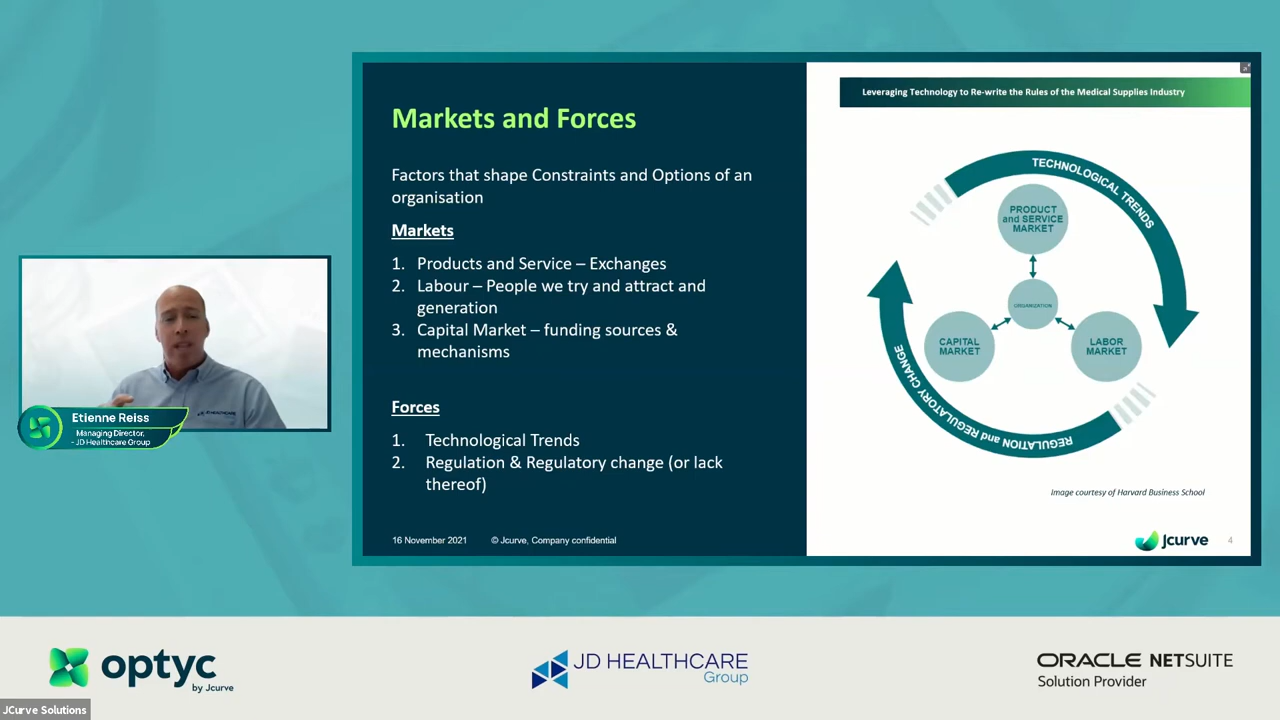 Leveraging Technology to Re-write the Rules of the Medical Supplies Industry
Markets and Forces
Factors that shape Constraints and Options of an
organisation
Markets
1. Products and Service – Exchanges
2. Labour – People we try and attract and
generation
3. Capital Market – funding sources &
mechanisms
Forces
1. Technological Trends
2. Regulation & Regulatory change (or lack
thereof)
16 November 2021 © Jcurve, Company confidential
TECHNOLOGICAL TRENDS
PRODUCT
and SERVICE
MARKET
ORGANIZATION
CAPITAL
MARKET
LABOR
MARKET
REGULATION and REGULATORY CHANGE
Image courtesy of Harvard Business School
Jcurve 4
JD HEALTHCARE
Etienne Reiss
Managing Director,
- JD Healthcare Group
optyc
by Jcurve
JD HEALTHCARE
Group
ORACLE NETSUITE
Solution Provider
JCurve Solutions